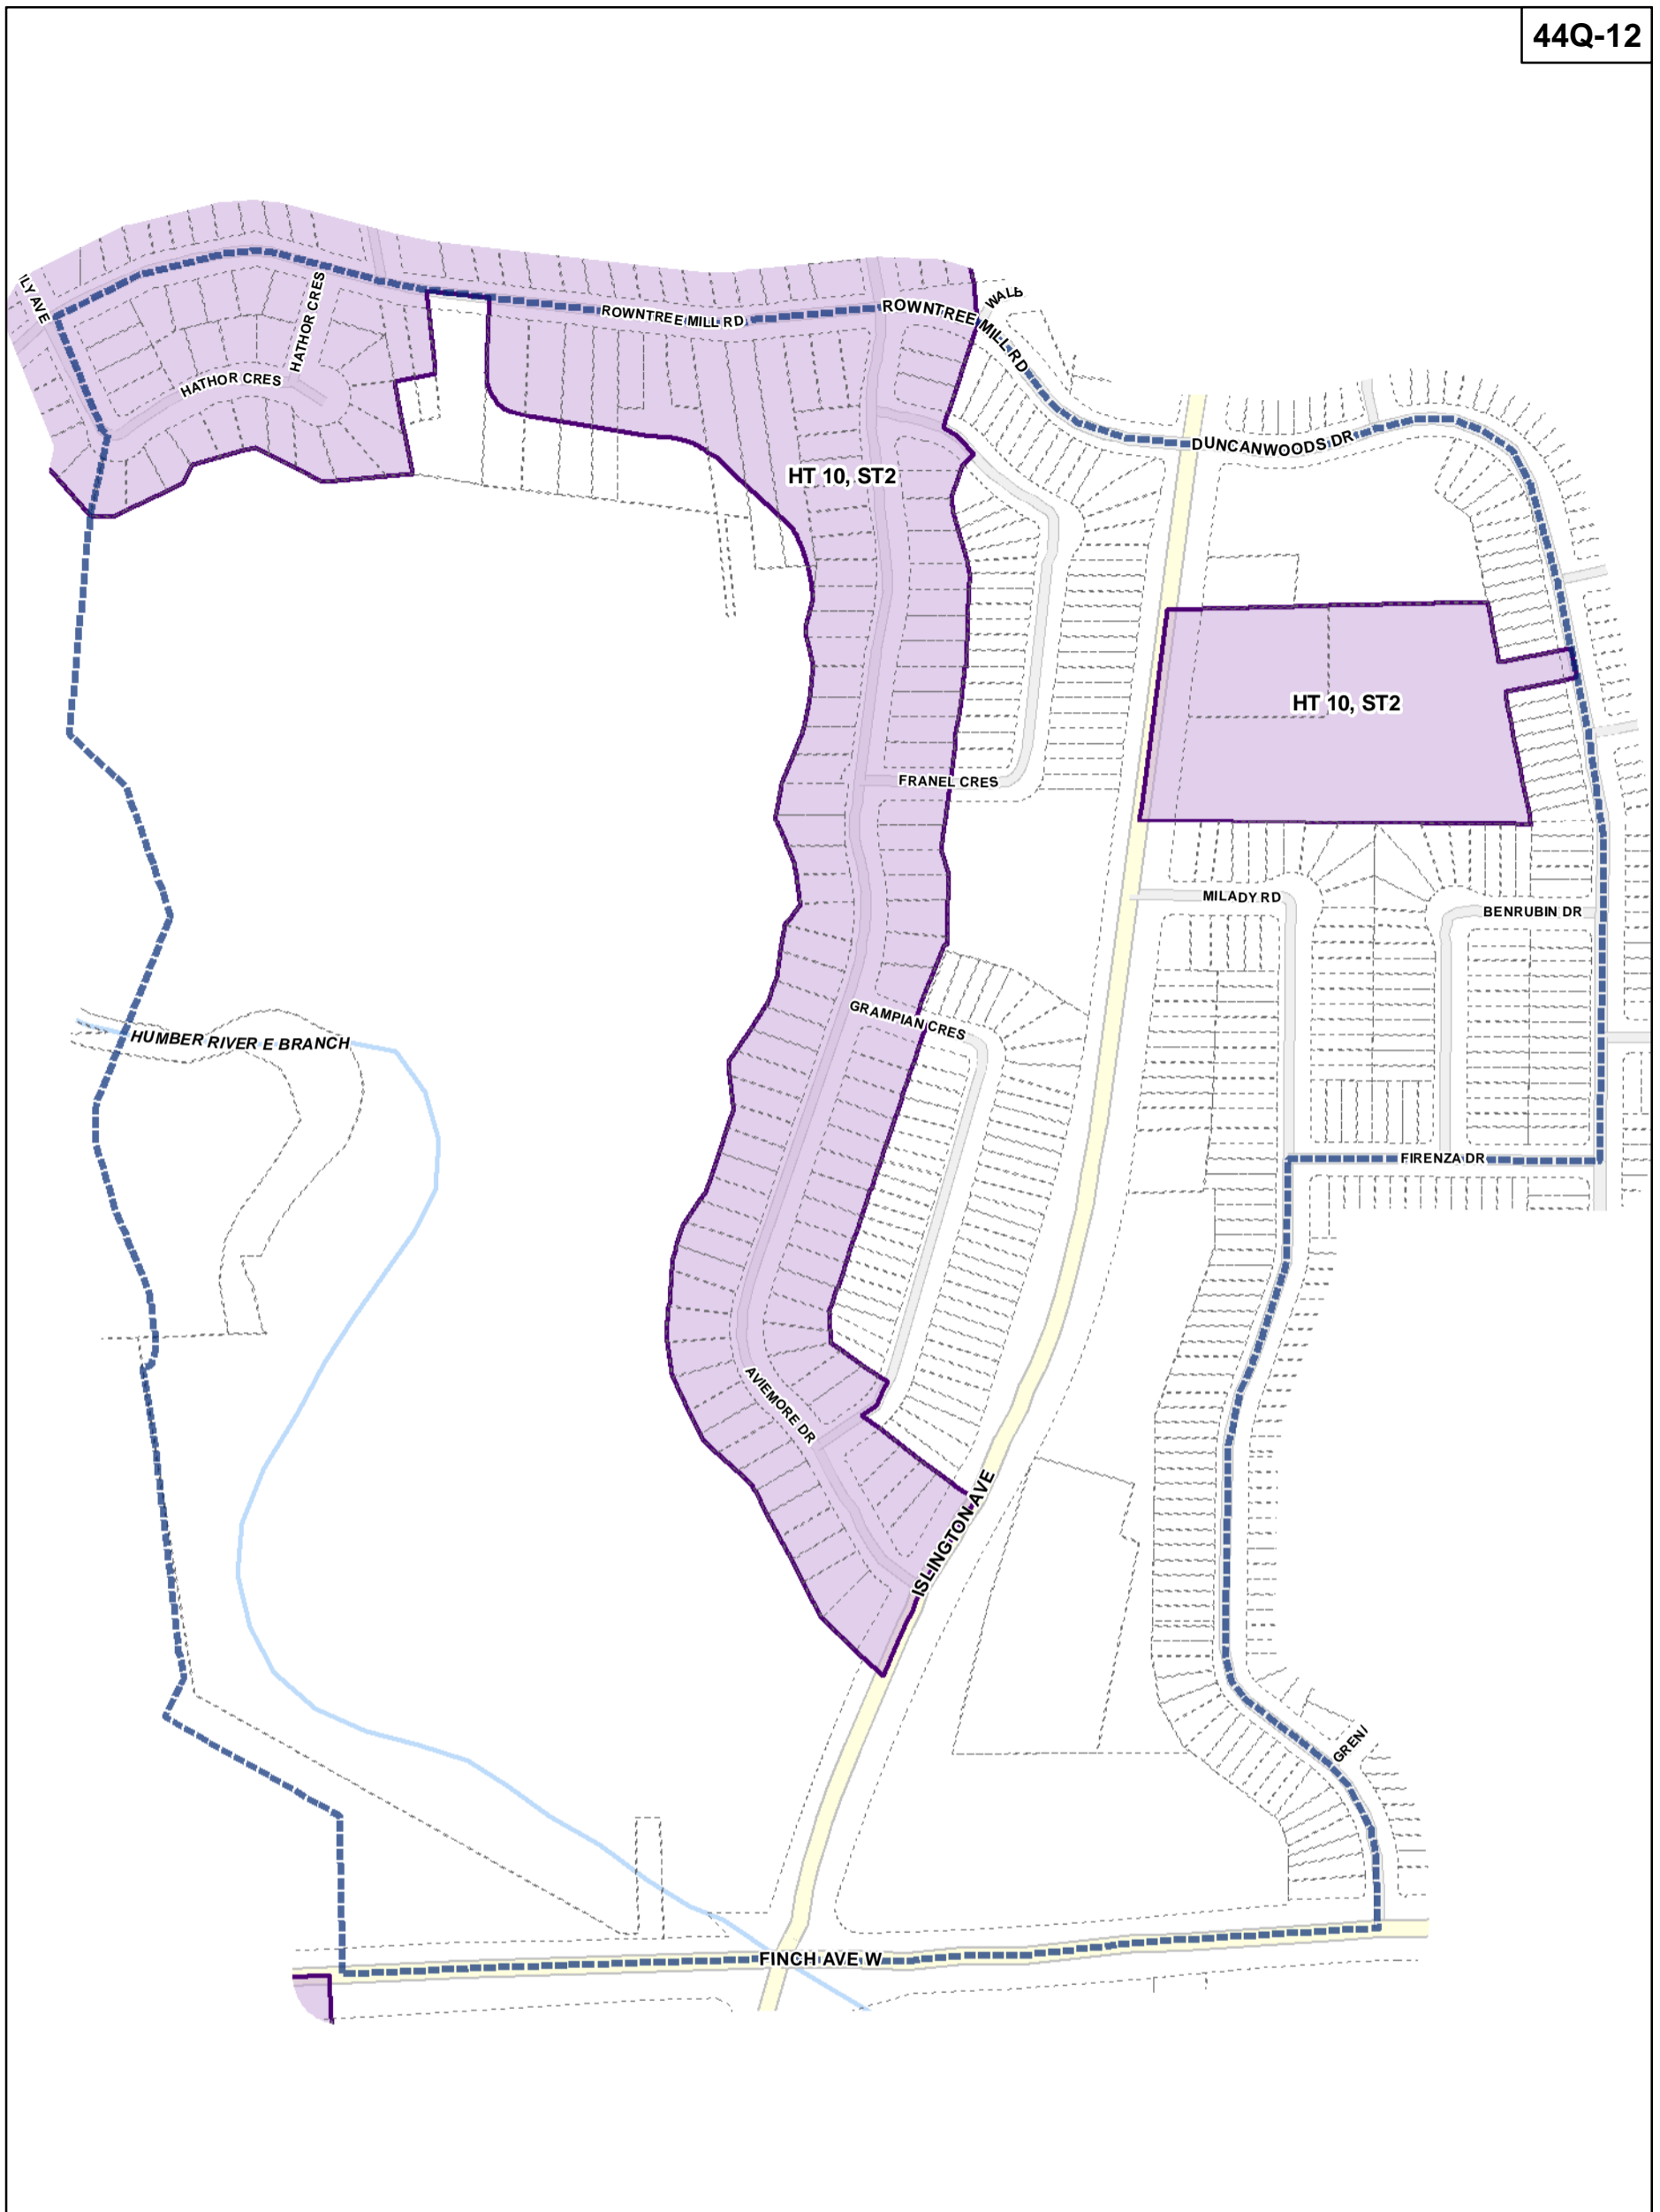 44Q-12
ILY AVE
HATHOR CRES
HATHOR CRES
ROWNTREE MILL RD
ROWNTREE MILL RD
DUNCANWOODS DR
HT 10, ST2
HT 10, ST2
FRANEL CRES
MILADY RD
BENRUBIN DR
GRAMPIAN CRES
HUMBER RIVER E BRANCH
FIRENZA DR
AVIEMORE DR
ISLINGTON AVE
FINCH AVE W